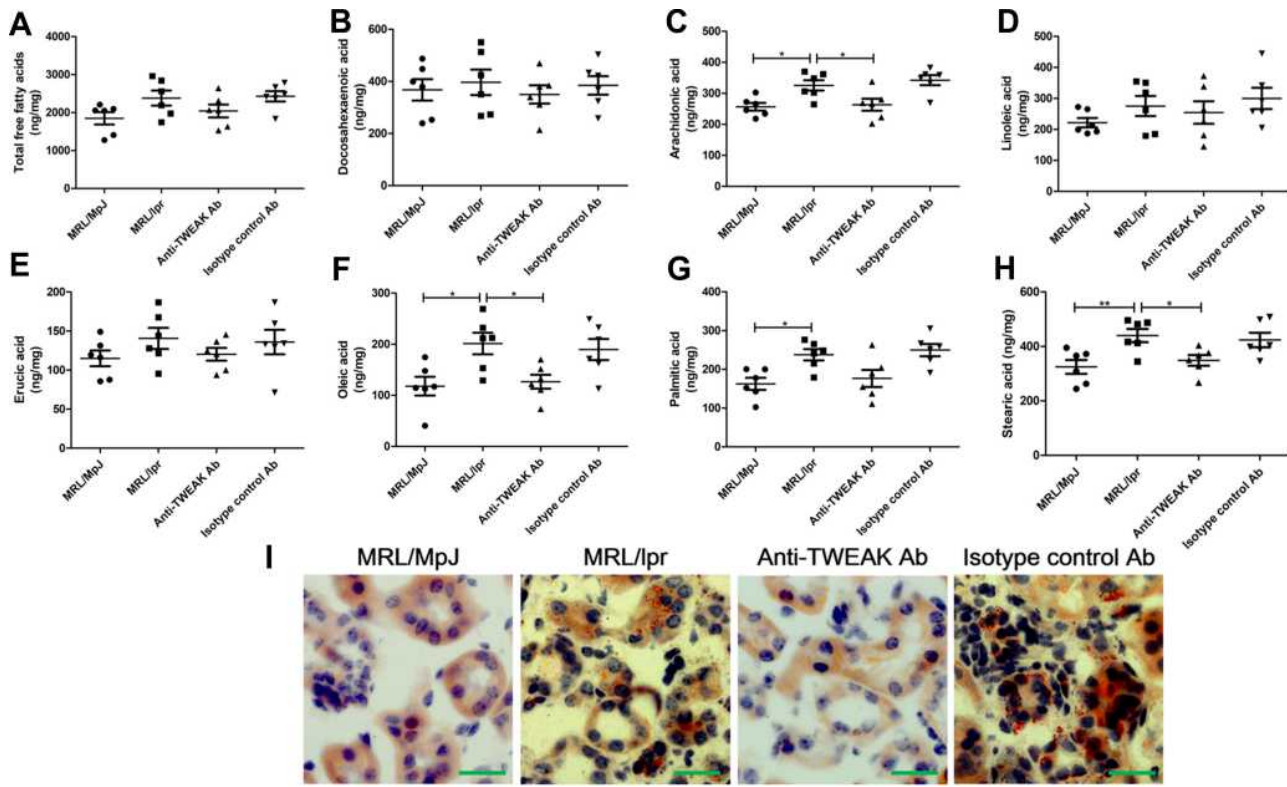 A
Total free fatty acids
(ng/mg)
4000
3000
2000
1000
0
MRL/MpJ
MRL/lpr
Anti-TWEAK Ab
Isotype control Ab
B
Docosahexaenoic acid
(ng/mg)
600
400
200
0
MRL/MpJ
MRL/lpr
Anti-TWEAK Ab
Isotype control Ab
C
Arachidonic acid
(ng/mg)
500
400
300
200
100
0
* *
MRL/MpJ
MRL/lpr
Anti-TWEAK Ab
Isotype control Ab
D
Linoleic acid
(ng/mg)
500
400
300
200
100
0
MRL/MpJ
MRL/lpr
Anti-TWEAK Ab
Isotype control Ab
E
Erucic acid
(ng/mg)
200
150
100
50
0
MRL/MpJ
MRL/lpr
Anti-TWEAK Ab
Isotype control Ab
F
Oleic acid
(ng/mg)
300
200
100
0
* *
MRL/MpJ
MRL/lpr
Anti-TWEAK Ab
Isotype control Ab
G
Palmitic acid
(ng/mg)
400
300
200
100
0
*
MRL/MpJ
MRL/lpr
Anti-TWEAK Ab
Isotype control Ab
H
Stearic acid (ng/mg)
600
400
200
0
** *
MRL/MpJ
MRL/lpr
Anti-TWEAK Ab
Isotype control Ab
I
MRL/MpJ MRL/lpr Anti-TWEAK Ab Isotype control Ab